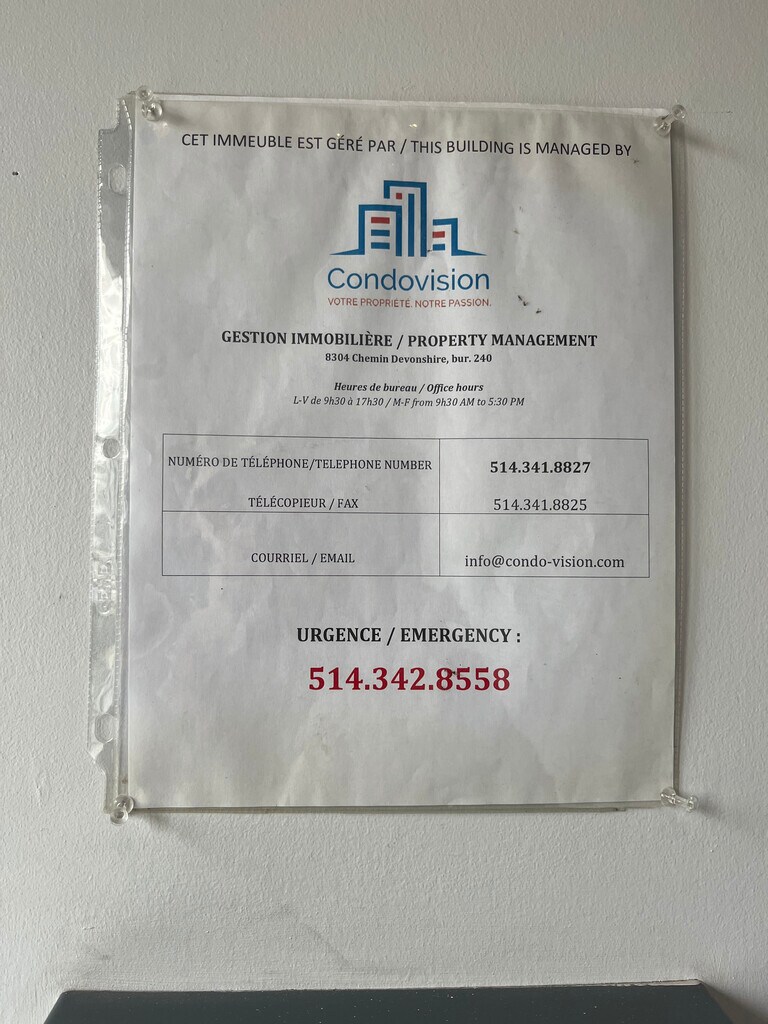 CET IMMEUBLE EST GÉRÉ PAR / THIS BUILDING IS MANAGED BY
Condovision
VOTRE PROPRIÉTÉ. NOTRE PASSION.
GESTION IMMOBILIÈRE / PROPERTY MANAGEMENT
8304 Chemin Devonshire, bur. 240
Heures de bureau / Office hours
L-V de 9h30 à 17h30 / M-F from 9h30 AM to 5:30 PM
NUMÉRO DE TÉLÉPHONE/TELEPHONE NUMBER 514.341.8827
TÉLÉCOPIEUR / FAX 514.341.8825
COURRIEL / EMAIL info@condo-vision.com
URGENCE / EMERGENCY :
514.342.8558